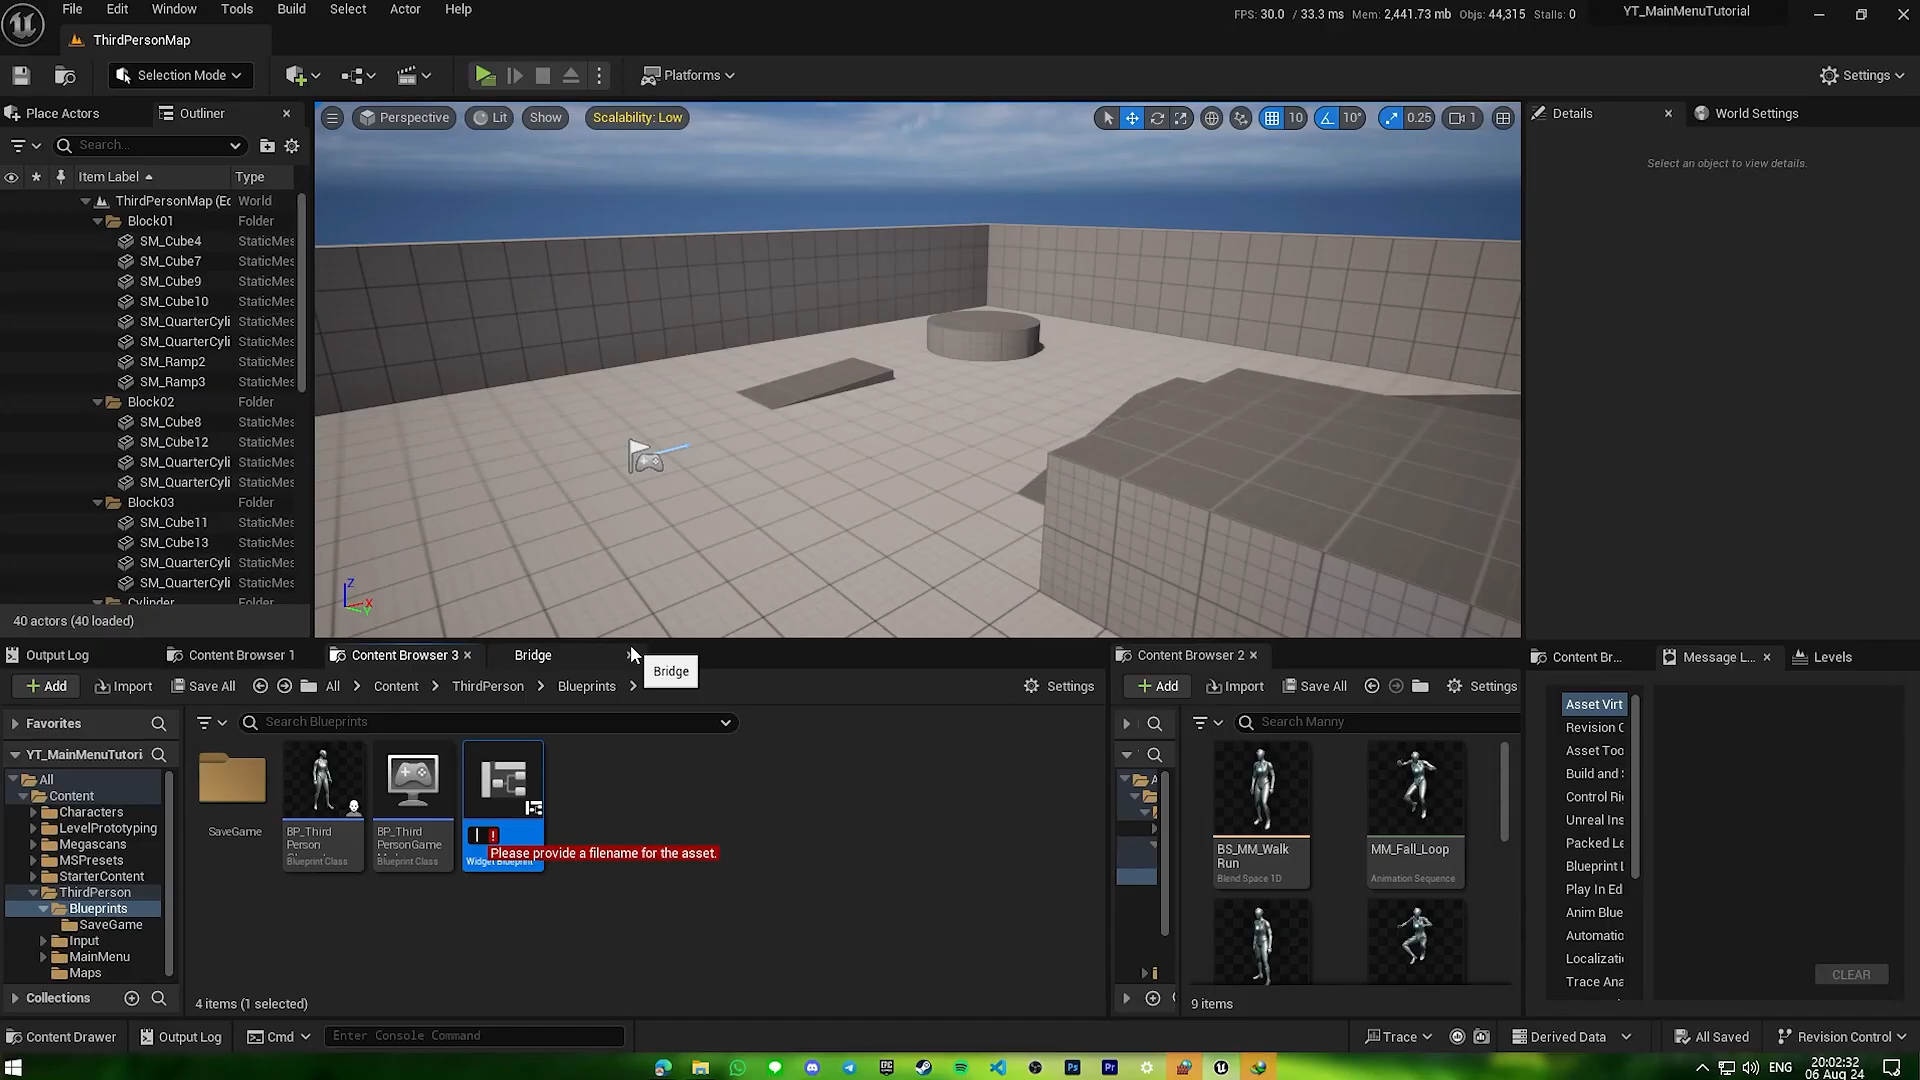 File Edit Window Tools Build Select Actor Help
FPS: 30.0 / 33.3 ms Mem: 2,441.73 mb Objs: 44,315 Stalls: 0
YT_MainMenuTutorial
ThirdPersonMap
Selection Mode
Platforms
Settings
Place Actors
Outliner
Search...
Item Label
Type
ThirdPersonMap (Ec World
Block01 Folder
SM_Cube4 StaticMes
SM_Cube7 StaticMes
SM_Cube9 StaticMes
SM_Cube10 StaticMes
SM_QuarterCyli StaticMes
SM_QuarterCyli StaticMes
SM_Ramp2 StaticMes
SM_Ramp3 StaticMes
Block02 Folder
SM_Cube8 StaticMes
SM_Cube12 StaticMes
SM_QuarterCyli StaticMes
SM_QuarterCyli StaticMes
Block03 Folder
SM_Cube11 StaticMes
SM_Cube13 StaticMes
SM_QuarterCyli StaticMes
SM_QuarterCyli StaticMes
Cylinder Folder
40 actors (40 loaded)
Perspective
Lit
Show
Scalability: Low
10
10°
0.25
1
Z
X
Y
Details
World Settings
Select an object to view details.
Output Log
Content Browser 1
Content Browser 3
Bridge
Bridge
Add
Import
Save All
All
Content
ThirdPerson
Blueprints
Settings
Favorites
Search Blueprints
YT_MainMenuTutori
All
Content
Characters
LevelPrototyping
Megascans
MSPresets
StarterContent
ThirdPerson
Blueprints
SaveGame
Input
MainMenu
Maps
Collections
SaveGame
BP_Third
Person
Blueprint Class
BP_Third
PersonGame
Blueprint Class
!
Please provide a filename for the asset.
Widget Blueprint
4 items (1 selected)
Content Browser 2
Add
Import
Save All
Settings
Search Manny
A
BS_MM_Walk
Run
Blend Space 1D
MM_Fall_Loop
Animation Sequence
9 items
Content Br...
Message L...
Levels
Asset Virt
Revision C
Asset Too
Build and
Control Ri
Unreal Ins
Packed Le
Blueprint L
Play In Ed
Anim Blue
Automatio
Localizati
Trace Ana
CLEAR
Content Drawer
Output Log
Cmd
Enter Console Command
Trace
Derived Data
All Saved
Revision Control
ENG
20:02:32
06 Aug 24